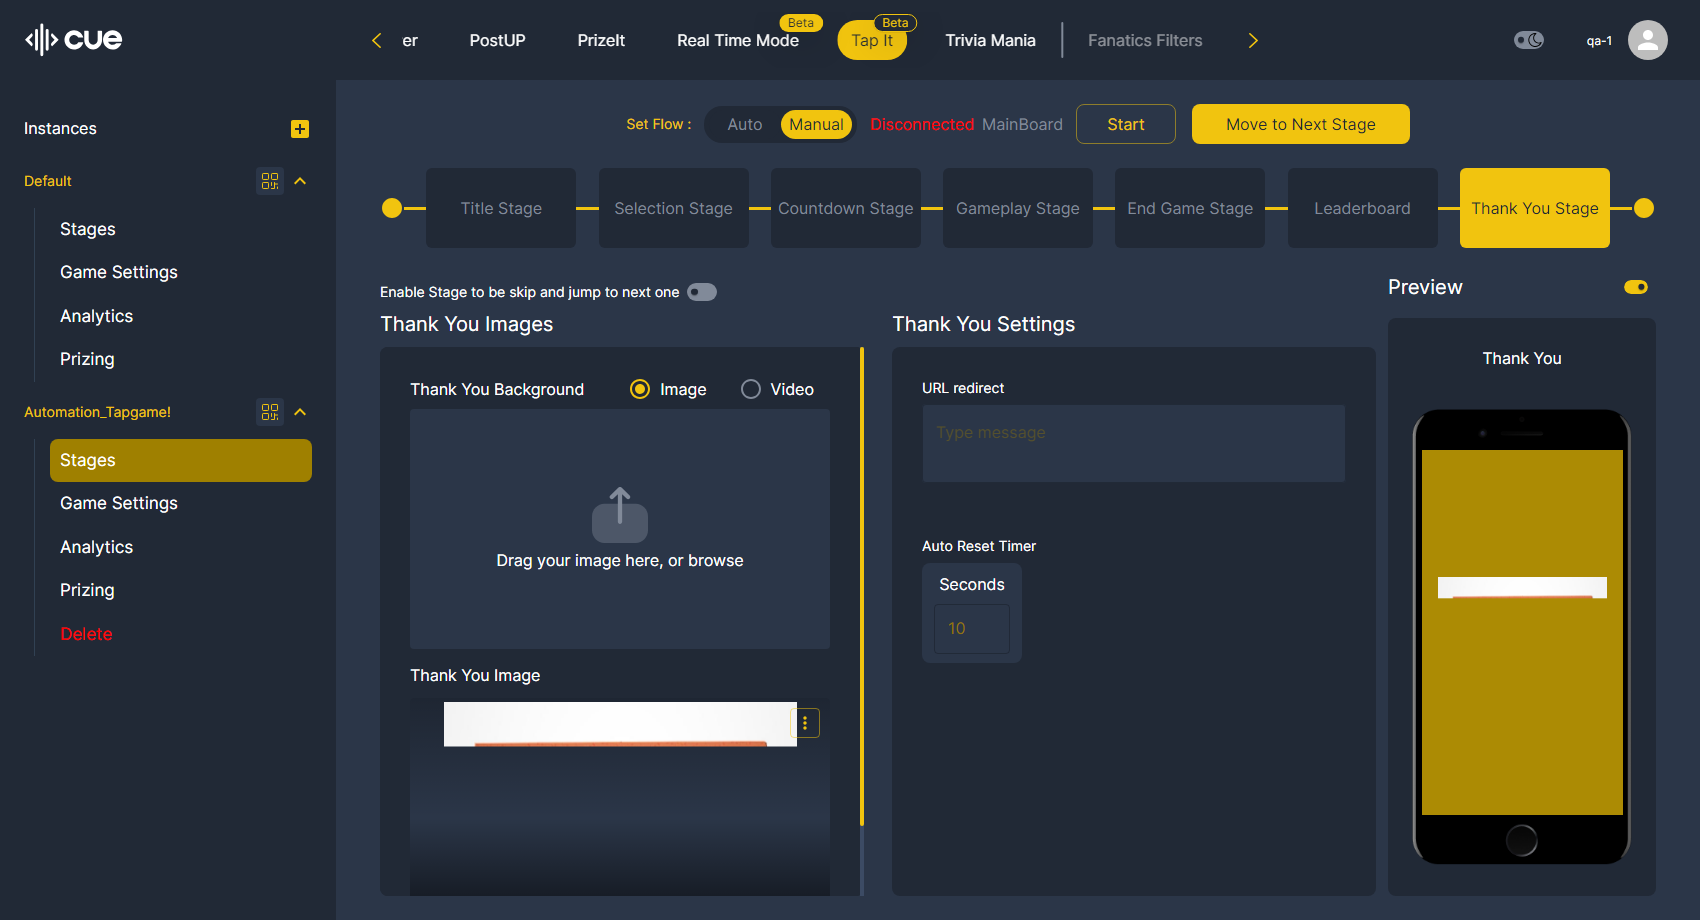 cue
er
PostUP
PrizeIt
Real Time Mode
Beta
Tap It
Beta
Trivia Mania
Fanatics Filters
qa-1
Instances
Default
Stages
Game Settings
Analytics
Prizing
Automation_Tapgame!
Stages
Game Settings
Analytics
Prizing
Delete
Set Flow :
Auto
Manual
Disconnected MainBoard
Start
Move to Next Stage
Title Stage
Selection Stage
Countdown Stage
Gameplay Stage
End Game Stage
Leaderboard
Thank You Stage
Enable Stage to be skip and jump to next one
Thank You Images
Thank You Background
Image
Video
Drag your image here, or browse
Thank You Image
Thank You Settings
URL redirect
Type message
Auto Reset Timer
Seconds
10
Preview
Thank You